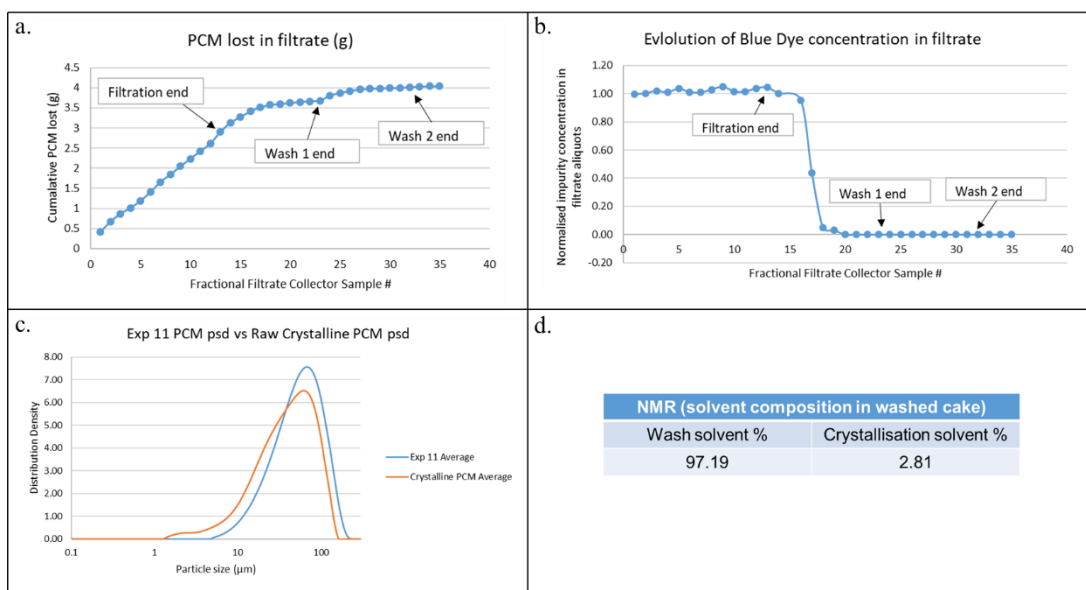 a.
PCM lost in filtrate (g)
Cumalative PCM lost (g)
4.5
4
3.5
3
2.5
2
1.5
1
0.5
0
Filtration end
Wash 1 end
Wash 2 end
0 5 10 15 20 25 30 35 40
Fractional Filtrate Collector Sample #
b.
Evlolution of Blue Dye concentration in filtrate
Normalised impurity concentration in
filtrate aliquots
1.20
1.00
0.80
0.60
0.40
0.20
0.00
-0.20
Filtration end
Wash 1 end
Wash 2 end
0 5 10 15 20 25 30 35 40
Fractional Filtrate Collector Sample #
c.
Exp 11 PCM psd vs Raw Crystalline PCM psd
Distribution Density
8.00
7.00
6.00
5.00
4.00
3.00
2.00
1.00
0.00
0.1 1 10 100
Particle size (μm)
Exp 11 Average
Crystalline PCM Average
d.
NMR (solvent composition in washed cake)
Wash solvent % Crystallisation solvent %
97.19 2.81